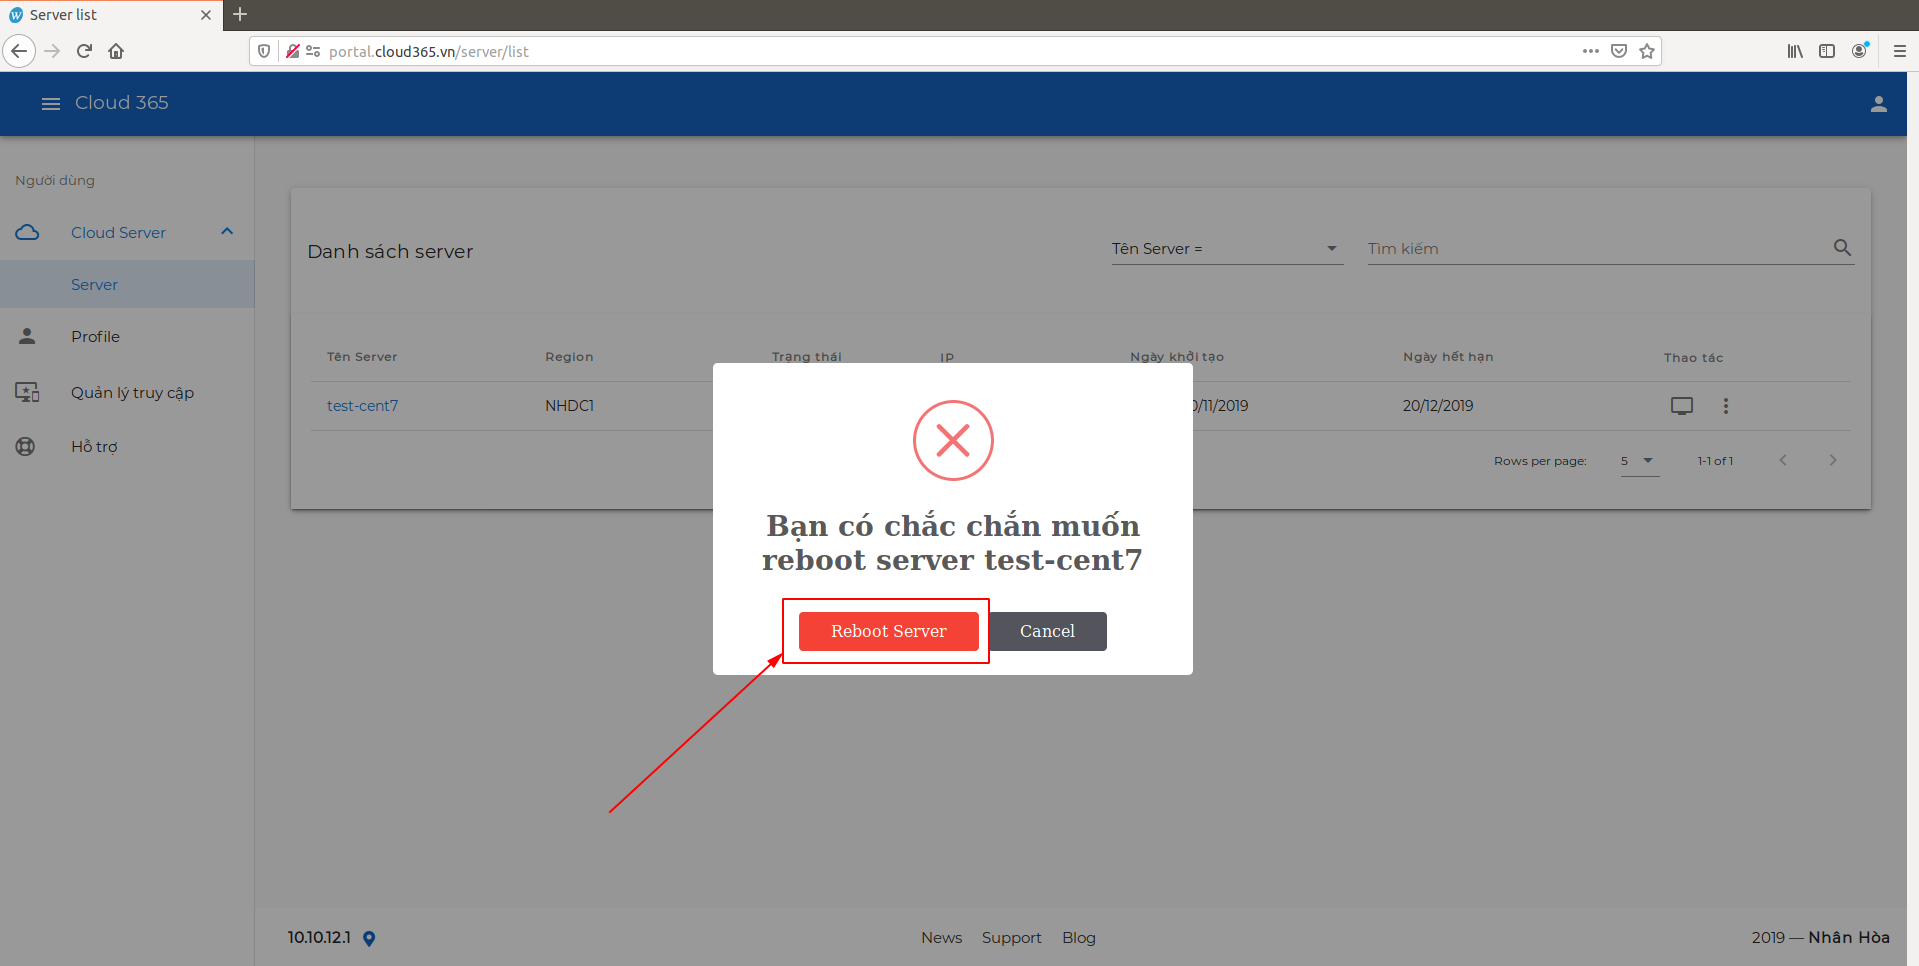 Server list
portal.cloud365.vn/server/list
Cloud 365
Người dùng
Cloud Server
Server
Profile
Quản lý truy cập
Hỗ trợ
Danh sách server
Tên Server =
Tìm kiếm
Tên Server Region Trạng thái IP Ngày khởi tạo Ngày hết hạn Thao tác
test-cent7 NHDC1 /11/2019 20/12/2019
Rows per page: 5 1-1 of 1
Bạn có chắc chắn muốn
reboot server test-cent7
Reboot Server Cancel
10.10.12.1
News Support Blog
2019 — Nhân Hòa